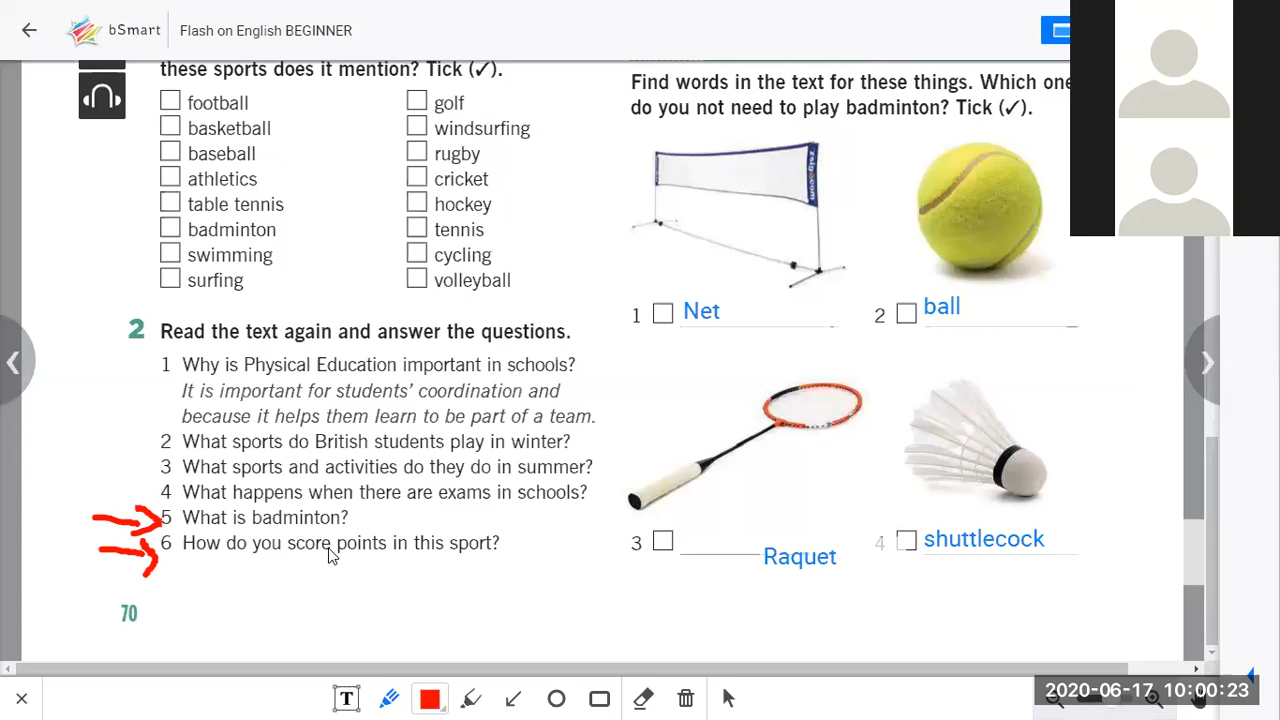 bSmart
Flash on English BEGINNER
these sports does it mention? Tick (✓).
football
basketball
baseball
athletics
table tennis
badminton
swimming
surfing
golf
windsurfing
rugby
cricket
hockey
tennis
cycling
volleyball
2 Read the text again and answer the questions.
1 Why is Physical Education important in schools?
It is important for students’ coordination and
because it helps them learn to be part of a team.
2 What sports do British students play in winter?
3 What sports and activities do they do in summer?
4 What happens when there are exams in schools?
5 What is badminton?
6 How do you score points in this sport?
70
Find words in the text for these things. Which one
do you not need to play badminton? Tick (✓).
1 Net
2 ball
3 Raquet
4 shuttlecock
T
2020-06-17 10:00:23